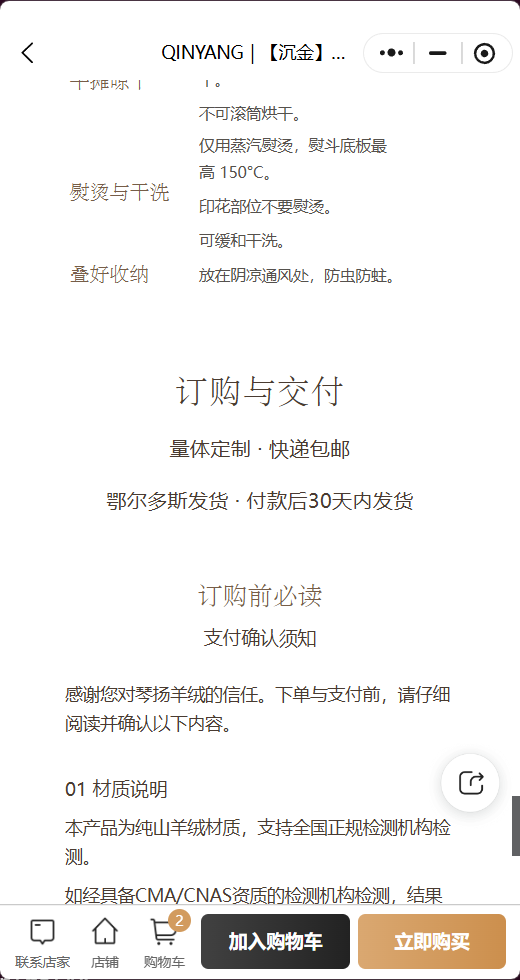 QINYANG | 【沉金】...
不可滚筒烘干。
仅用蒸汽熨烫，熨斗底板最
高 150°C。
熨烫与干洗
印花部位不要熨烫。
可缓和干洗。
叠好收纳
放在阴凉通风处，防虫防蛀。
订购与交付
量体定制 · 快递包邮
鄂尔多斯发货 · 付款后30天内发货
订购前必读
支付确认须知
感谢您对琴扬羊绒的信任。下单与支付前，请仔细
阅读并确认以下内容。
01 材质说明
本产品为纯山羊绒材质，支持全国正规检测机构检
测。
如经具备CMA/CNAS资质的检测机构检测，结果
2
联系店家
店铺
购物车
加入购物车
立即购买